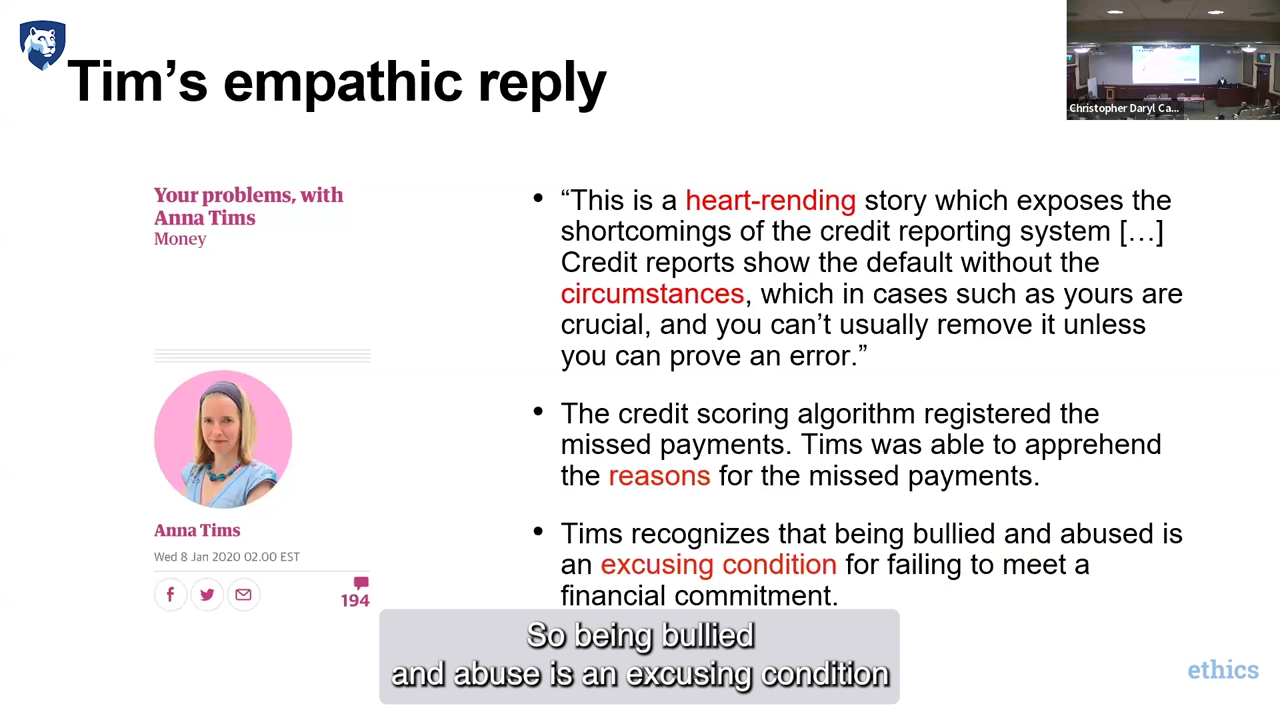 Tim’s empathic reply
Christopher Daryl Ca...
Your problems, with
Anna Tims
Money
Anna Tims
Wed 8 Jan 2020 02.00 EST
194
• “This is a heart-rending story which exposes the
shortcomings of the credit reporting system […]
Credit reports show the default without the
circumstances, which in cases such as yours are
crucial, and you can’t usually remove it unless
you can prove an error.”
• The credit scoring algorithm registered the
missed payments. Tims was able to apprehend
the reasons for the missed payments.
• Tims recognizes that being bullied and abused is
an excusing condition for failing to meet a
financial commitment.
So being bullied
and abuse is an excusing condition
ethics